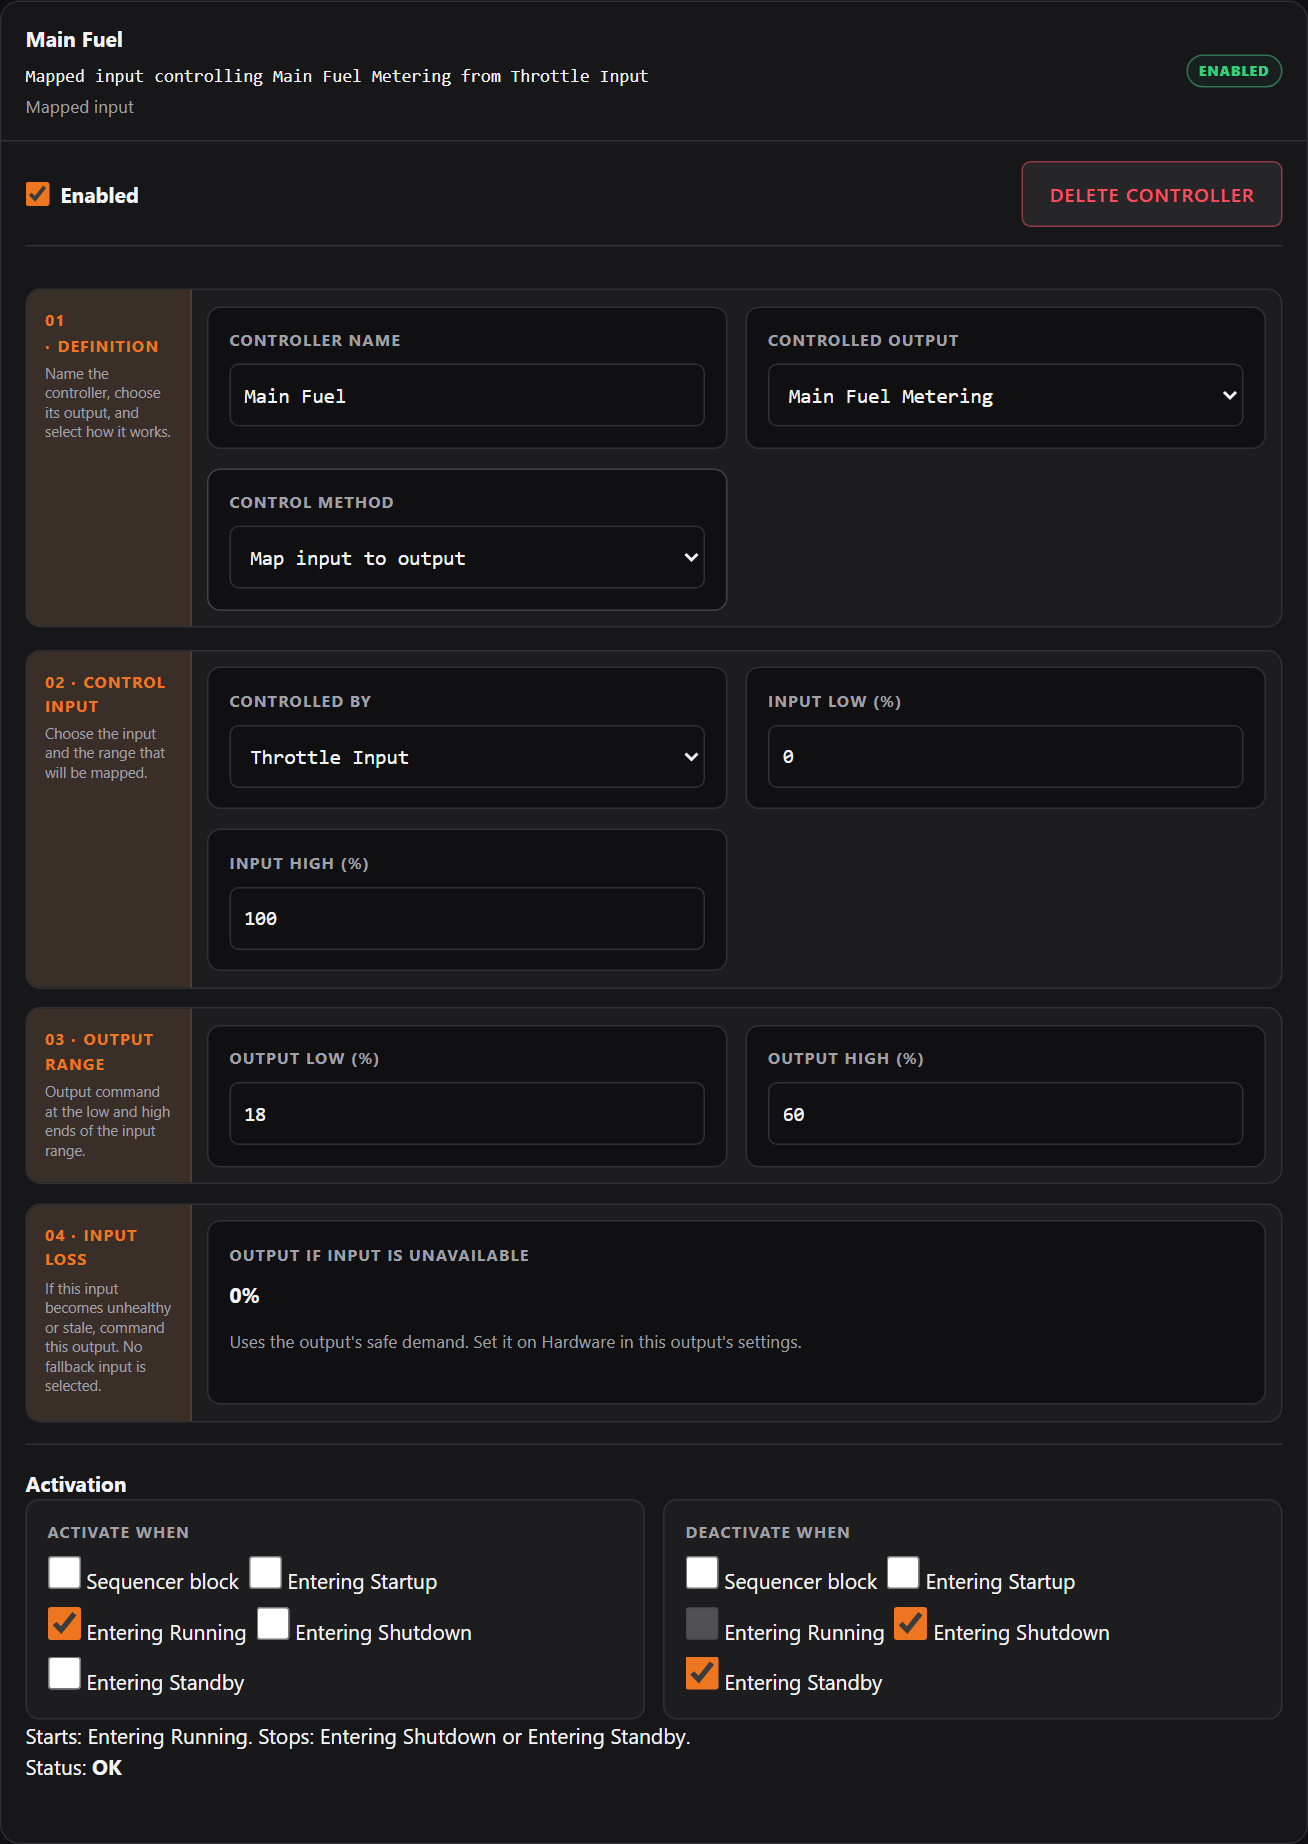 Main Fuel
Mapped input controlling Main Fuel Metering from Throttle Input
Mapped input
ENABLED
Enabled
DELETE CONTROLLER
01
· DEFINITION
Name the
controller, choose
its output, and
select how it works.
CONTROLLER NAME
Main Fuel
CONTROLLED OUTPUT
Main Fuel Metering
CONTROL METHOD
Map input to output
02 · CONTROL
INPUT
Choose the input
and the range that
will be mapped.
CONTROLLED BY
Throttle Input
INPUT LOW (%)
0
INPUT HIGH (%)
100
03 · OUTPUT
RANGE
Output command
at the low and high
ends of the input
range.
OUTPUT LOW (%)
18
OUTPUT HIGH (%)
60
04 · INPUT
LOSS
If this input
becomes unhealthy
or stale, command
this output. No
fallback input is
selected.
OUTPUT IF INPUT IS UNAVAILABLE
0%
Uses the output's safe demand. Set it on Hardware in this output's settings.
Activation
ACTIVATE WHEN
Sequencer block Entering Startup
Entering Running Entering Shutdown
Entering Standby
DEACTIVATE WHEN
Sequencer block Entering Startup
Entering Running Entering Shutdown
Entering Standby
Starts: Entering Running. Stops: Entering Shutdown or Entering Standby.
Status: OK